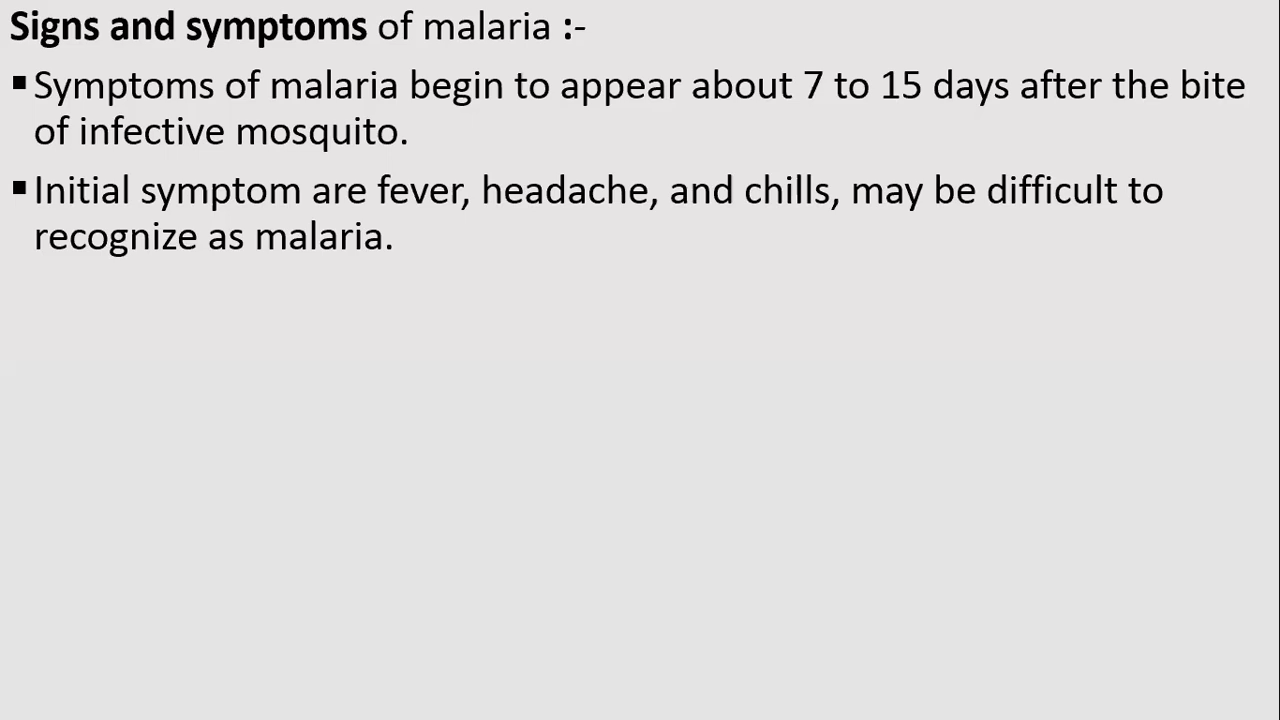 Signs and symptoms of malaria :-
▪Symptoms of malaria begin to appear about 7 to 15 days after the bite
of infective mosquito.
▪Initial symptom are fever, headache, and chills, may be difficult to
recognize as malaria.